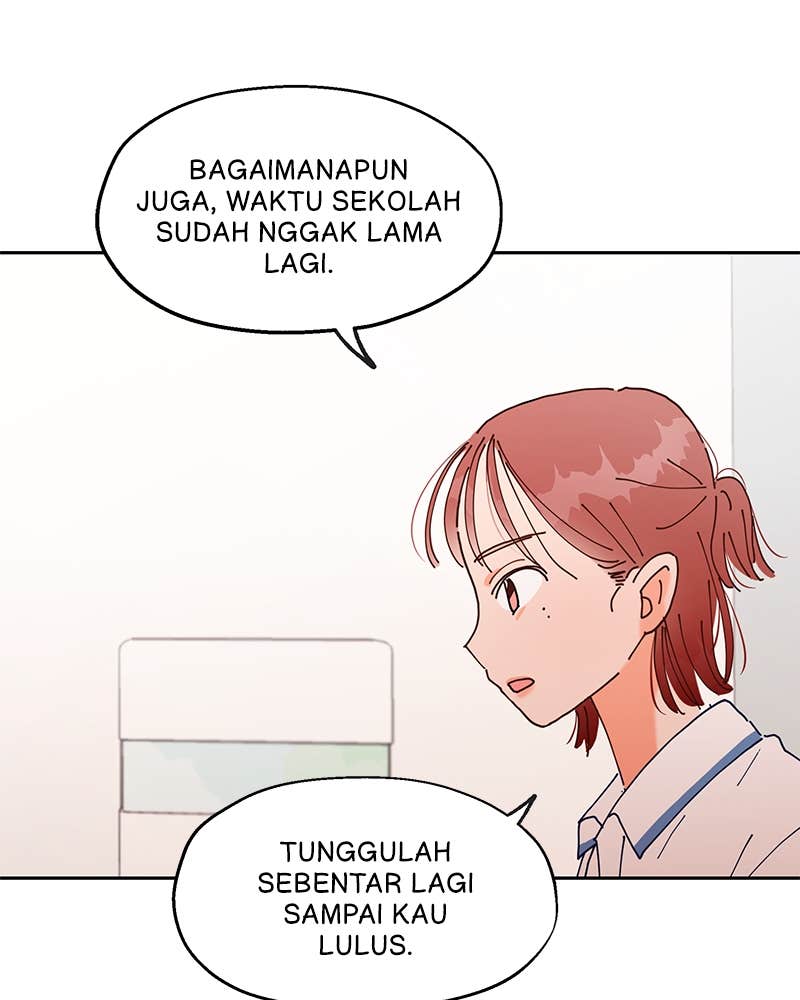 BAGAIMANAPUN
JUGA, WAKTU SEKOLAH
SUDAH NGGAK LAMA
LAGI.
TUNGGULAH
SEBENTAR LAGI
SAMPAI KAU
LULUS.